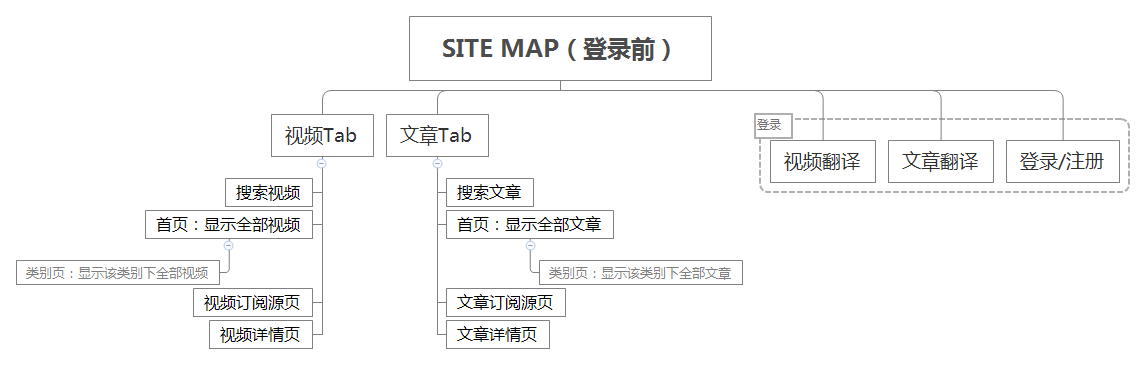 SITE MAP（登录前）
视频Tab
文章Tab
登录
视频翻译
文章翻译
登录/注册
搜索视频
首页：显示全部视频
类别页：显示该类别下全部视频
视频订阅源页
视频详情页
搜索文章
首页：显示全部文章
类别页：显示该类别下全部文章
文章订阅源页
文章详情页